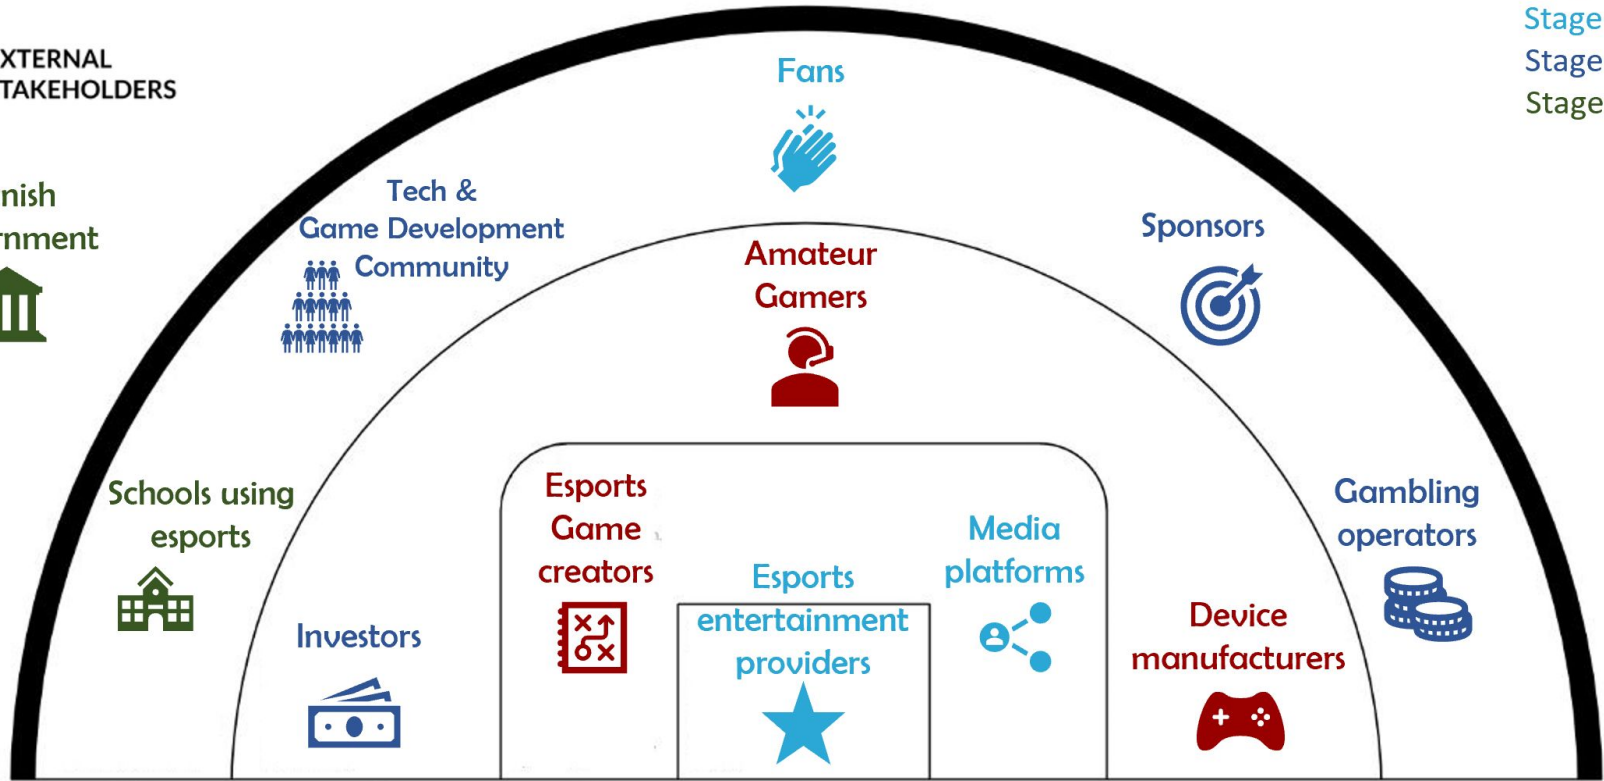 XTERNAL
TAKEHOLDERS
Stage
Stage
Stage
Fans
nish
rnment
Tech &
Game Development
Community
Sponsors
Amateur
Gamers
Schools using
esports
Esports
Game
creators
Media
platforms
Gambling
operators
Esports
entertainment
providers
Investors
Device
manufacturers